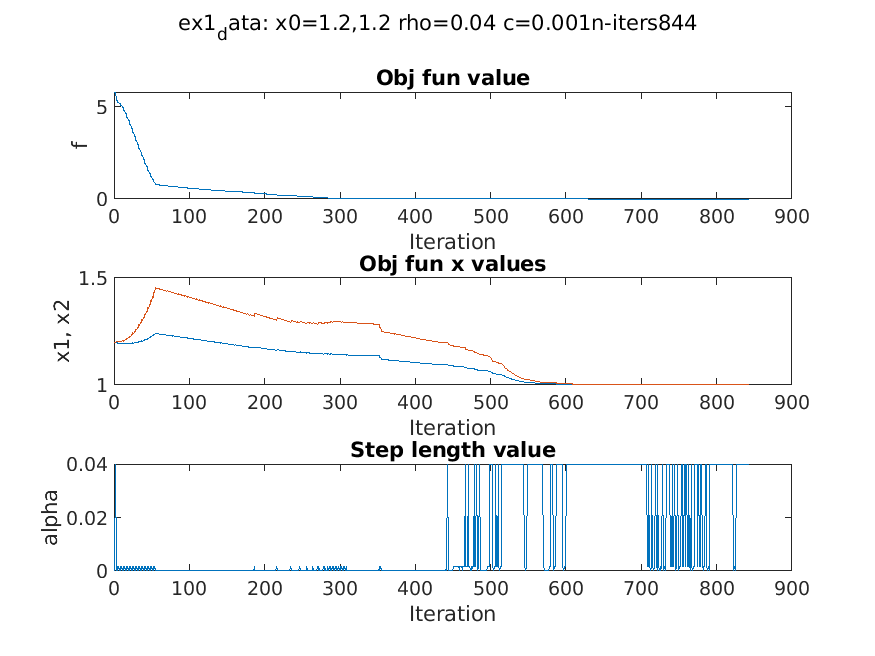 ex1_data: x0=1.2,1.2 rho=0.04 c=0.001n-iters844
Obj fun value
5
0
f
0 100 200 300 400 500 600 700 800 900
Iteration
Obj fun x values
1.5
1
x1, x2
0 100 200 300 400 500 600 700 800 900
Iteration
Step length value
0.04
0.02
0
alpha
0 100 200 300 400 500 600 700 800 900
Iteration